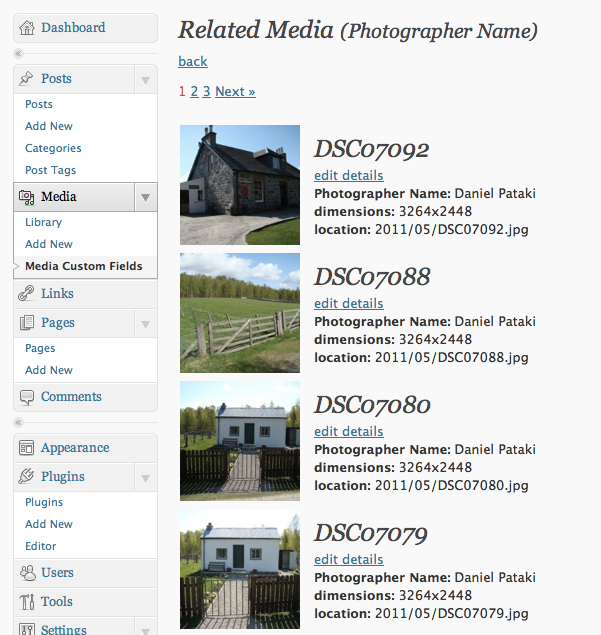 Dashboard
Posts
Posts
Add New
Categories
Post Tags
Media
Library
Add New
Media Custom Fields
Links
Pages
Pages
Add New
Comments
Appearance
Plugins
Plugins
Add New
Editor
Users
Tools
Settings
Related Media (Photographer Name)
back
1 2 3 Next »
DSC07092
edit details
Photographer Name: Daniel Pataki
dimensions: 3264x2448
location: 2011/05/DSC07092.jpg
DSC07088
edit details
Photographer Name: Daniel Pataki
dimensions: 3264x2448
location: 2011/05/DSC07088.jpg
DSC07080
edit details
Photographer Name: Daniel Pataki
dimensions: 3264x2448
location: 2011/05/DSC07080.jpg
DSC07079
edit details
Photographer Name: Daniel Pataki
dimensions: 3264x2448
location: 2011/05/DSC07079.jpg